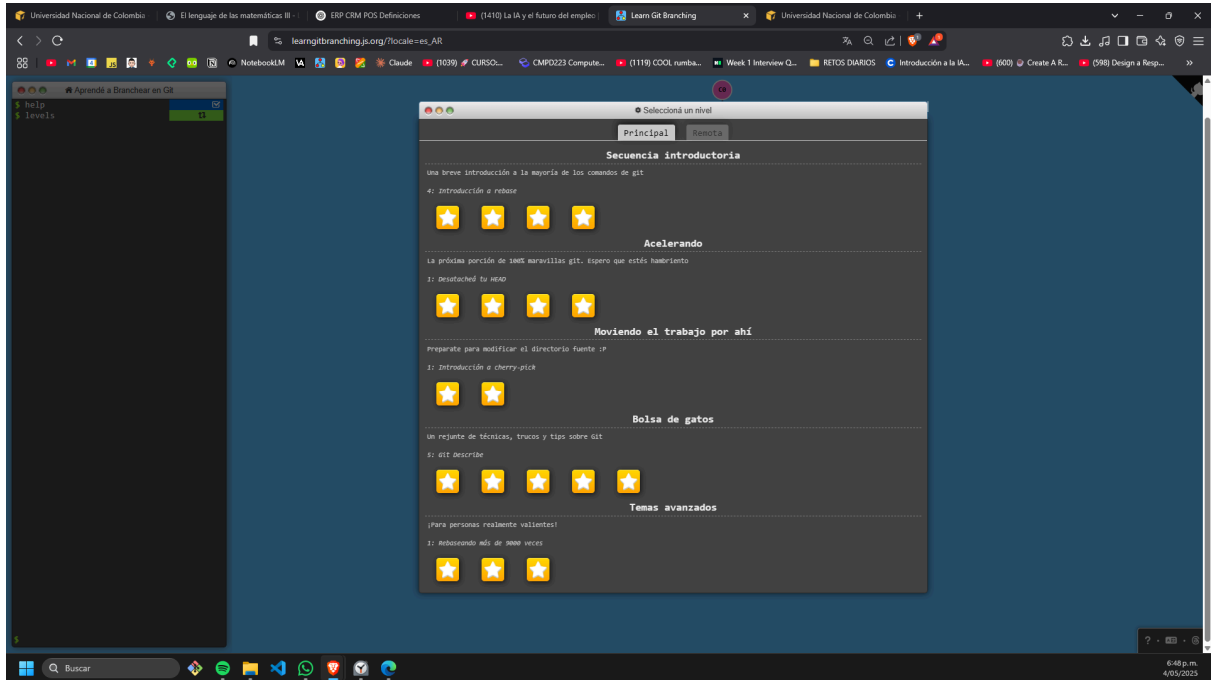 Universidad Nacional de Colombia
El lenguaje de las matemáticas III -
ERP CRM POS Definiciones
(1410) La IA y el futuro del empleo
Learn Git Branching
Universidad Nacional de Colombia
learngitbranching.js.org/?locale=es_AR
NotebookLM
Claude
(1039) 🚀 CURSO:...
CMPD223 Compute...
(1119) COOL rumba...
Week 1 Interview Q...
RETOS DIARIOS
Introducción a la IA...
(600) Create A R...
(598) Design a Resp...
»
Aprendé a Branchear en Git
$ help
$ levels
$
Seleccioná un nivel
Principal
Remota
Secuencia introductoria
Una breve introducción a la mayoría de los comandos de git
4: Introducción a rebase
Acelerando
La próxima porción de 100% maravillas git. Espero que estés hambriento
1: Desatacheá tu HEAD
Moviendo el trabajo por ahí
Preparate para modificar el directorio fuente :P
1: Introducción a cherry-pick
Bolsa de gatos
Un rejunte de técnicas, trucos y tips sobre Git
5: Git Describe
Temas avanzados
¡Para personas realmente valientes!
1: Rebaseando más de 9000 veces
Buscar
6:48 p.m.
4/05/2025